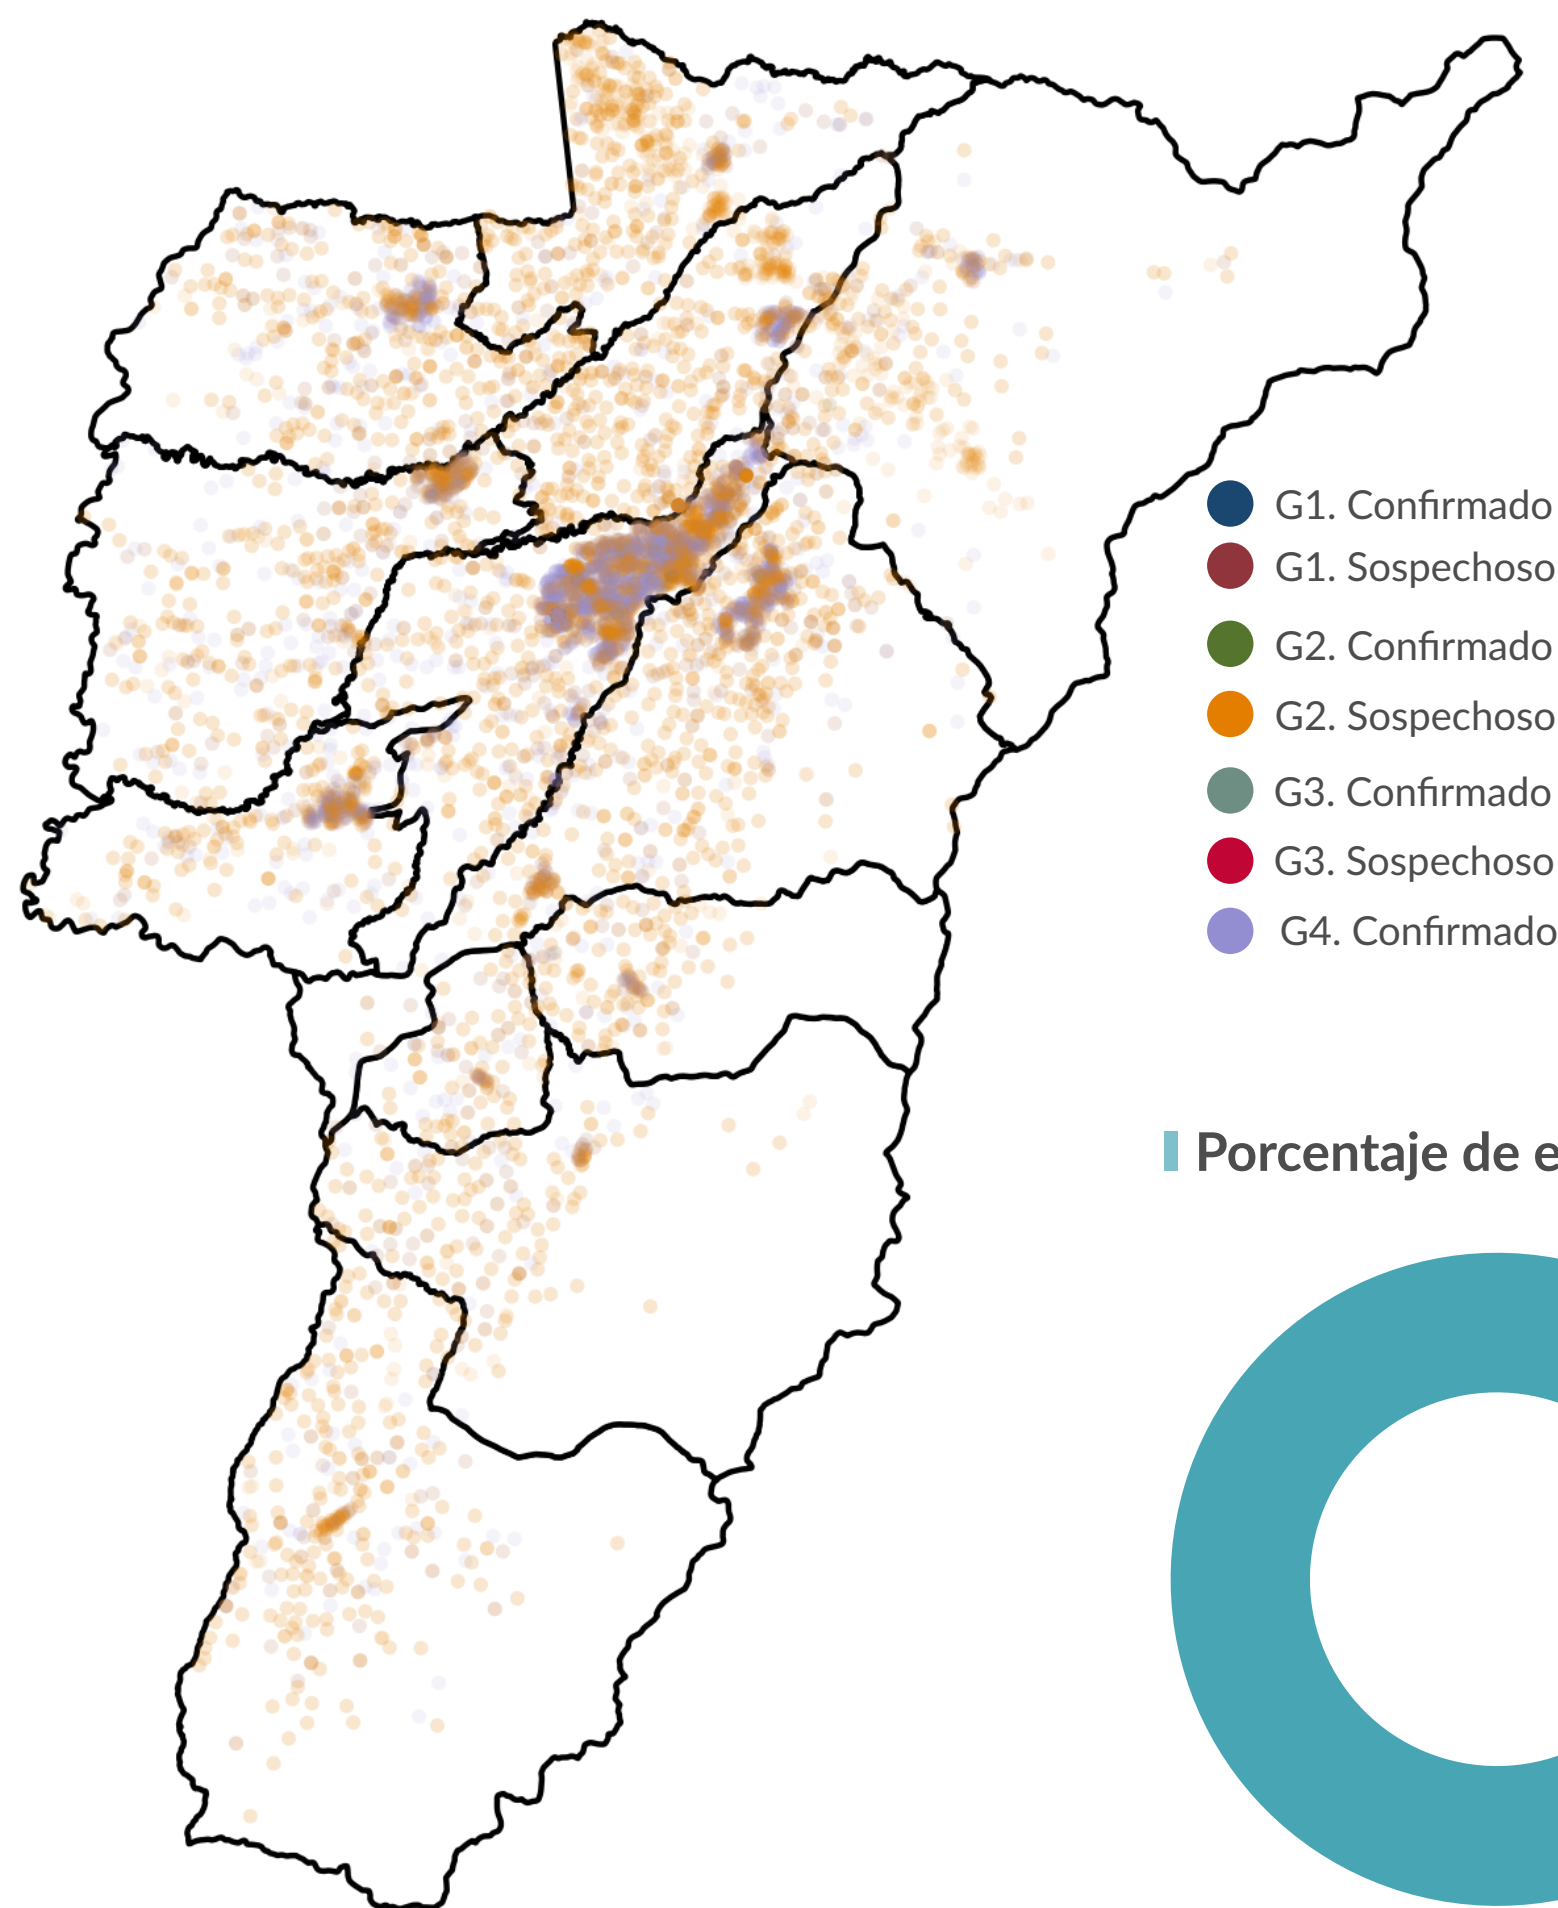 G1. Confirmado
G1. Sospechoso
G2. Confirmado
G2. Sospechoso
G3. Confirmado
G3. Sospechoso
G4. Confirmado
Porcentaje de e